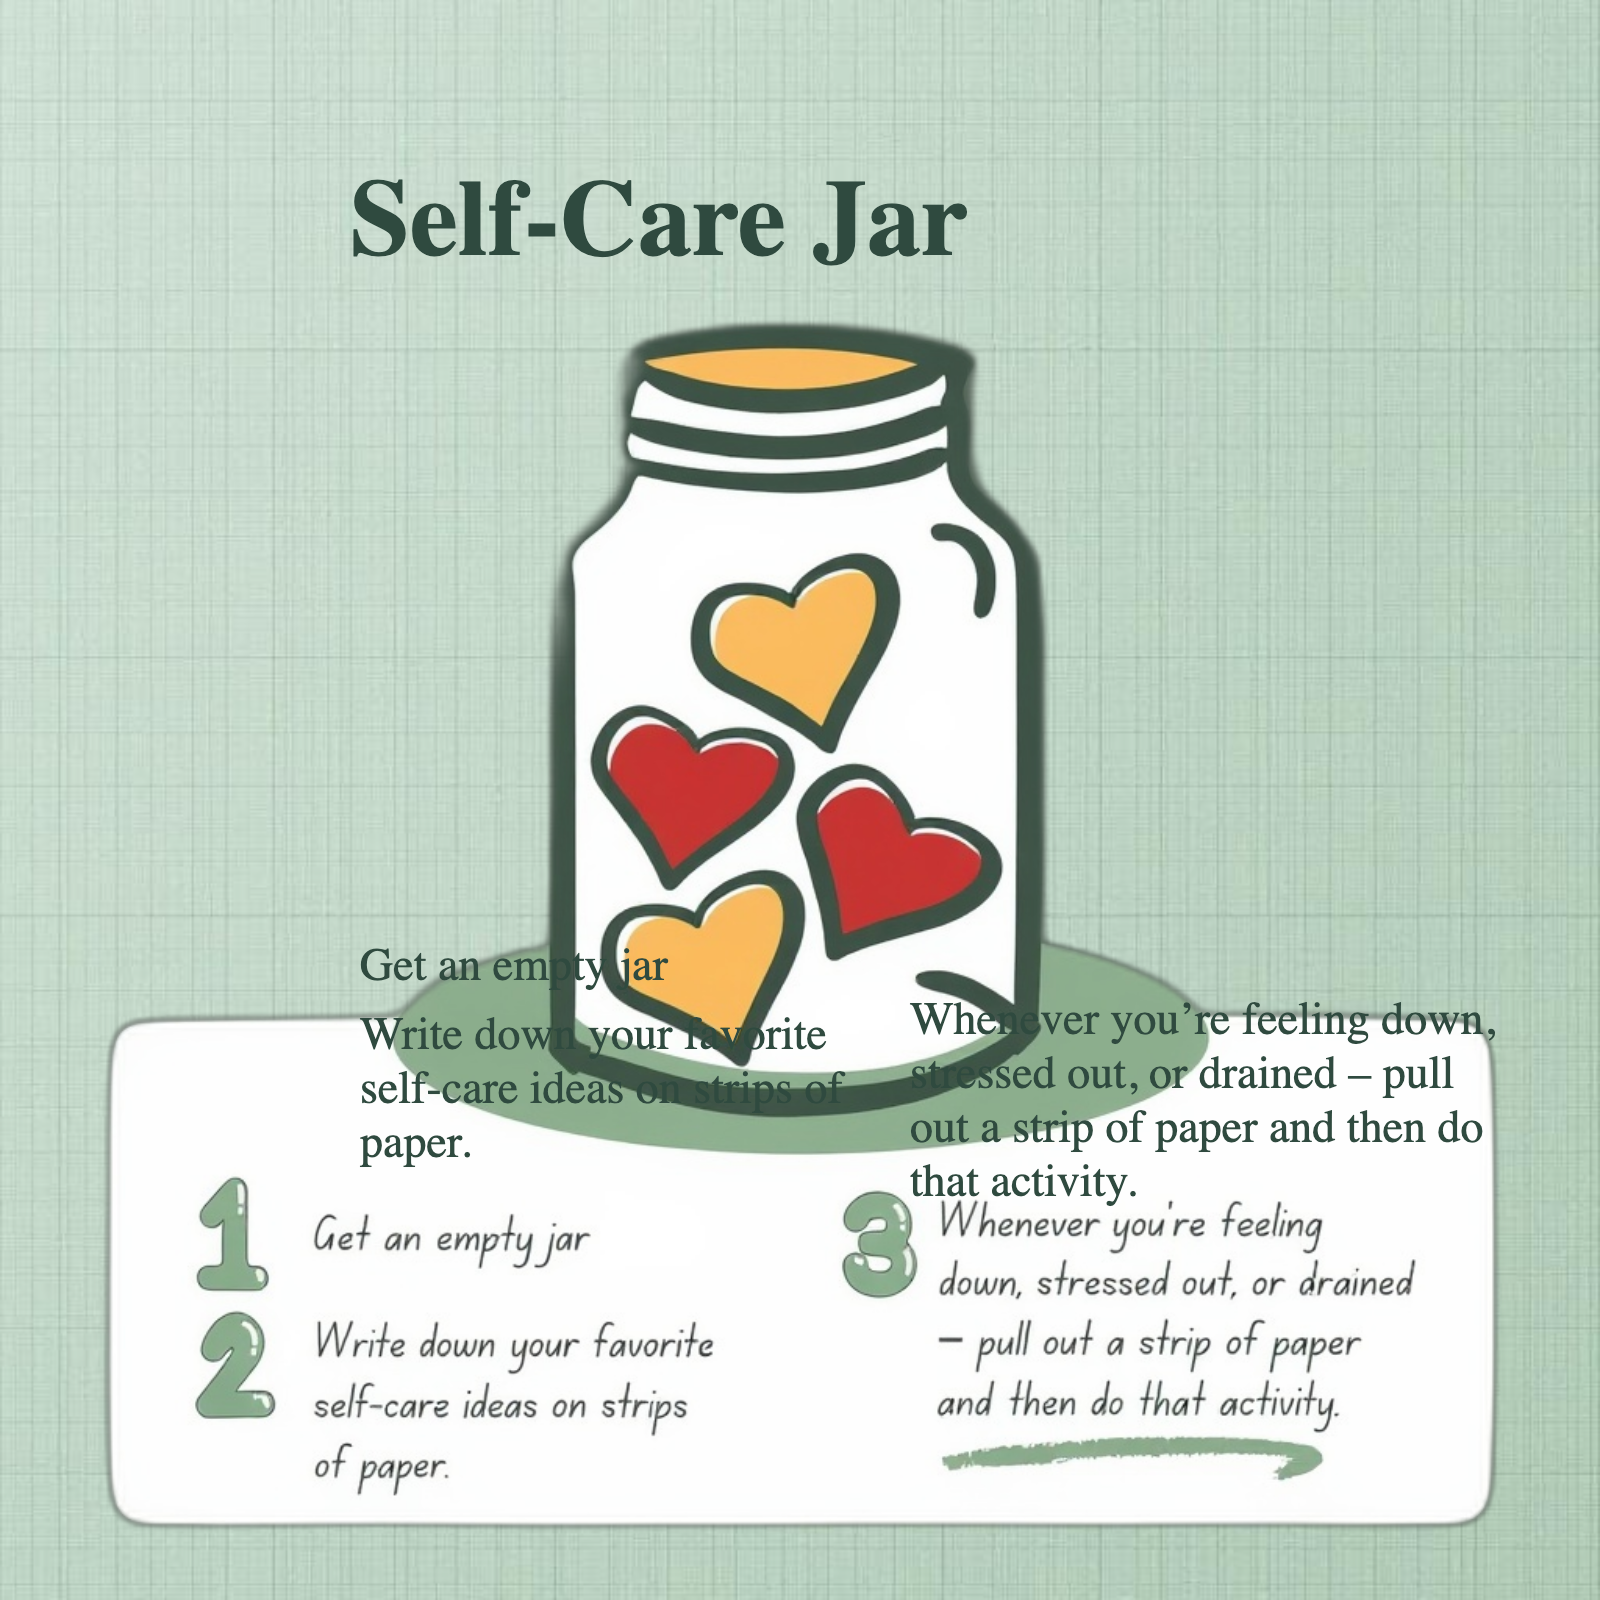 Self-Care Jar
Get an empty jar
Write down your favorite
self-care ideas on strips of
paper.
Whenever you’re feeling down,
stressed out, or drained – pull
out a strip of paper and then do
that activity.
1
Get an empty jar
2
Write down your favorite
self-care ideas on strips
of paper.
3
Whenever you're feeling
down, stressed out, or drained
– pull out a strip of paper
and then do that activity.